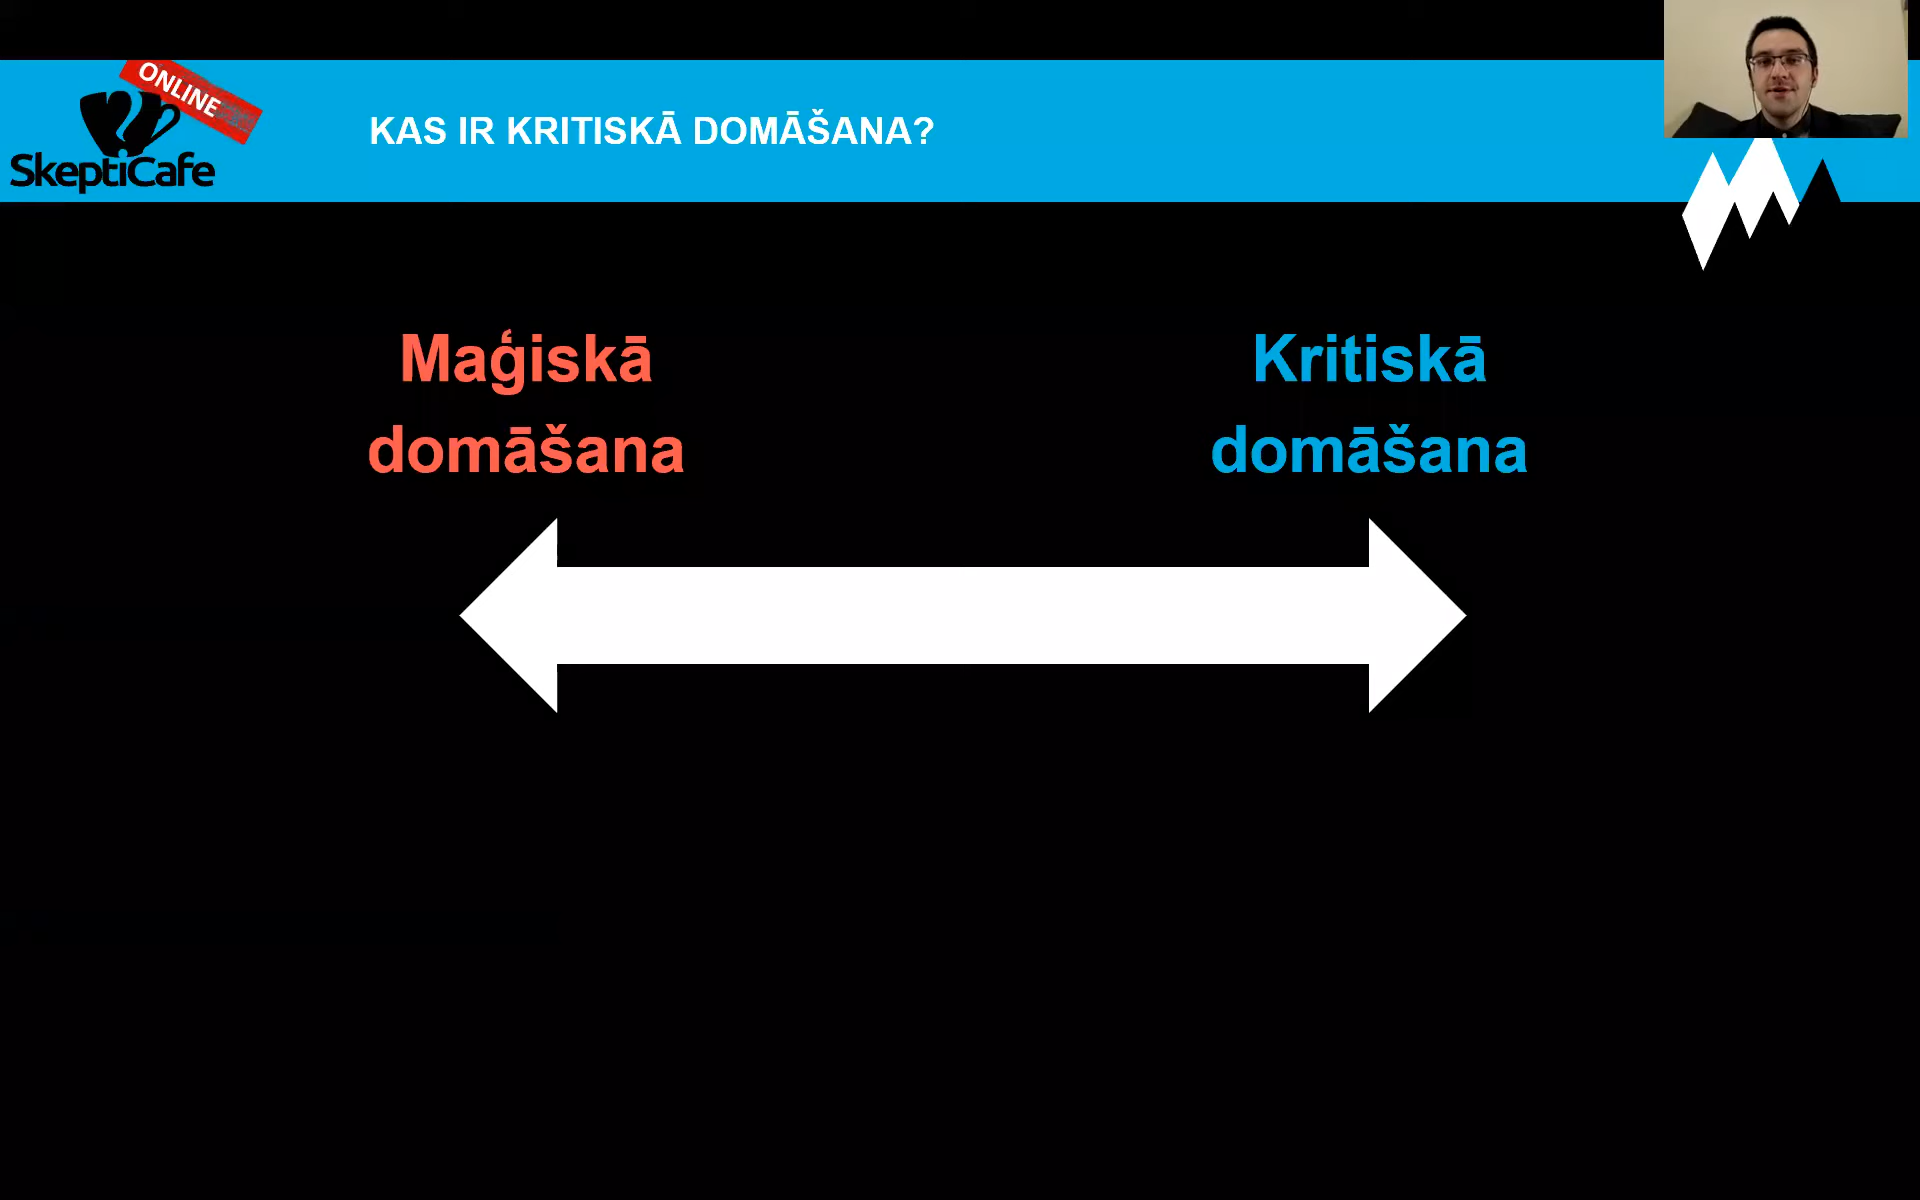 ONLINE
SkeptiCafe
KAS IR KRITISKĀ DOMĀŠANA?
Maģiskā
domāšana
Kritiskā
domāšana